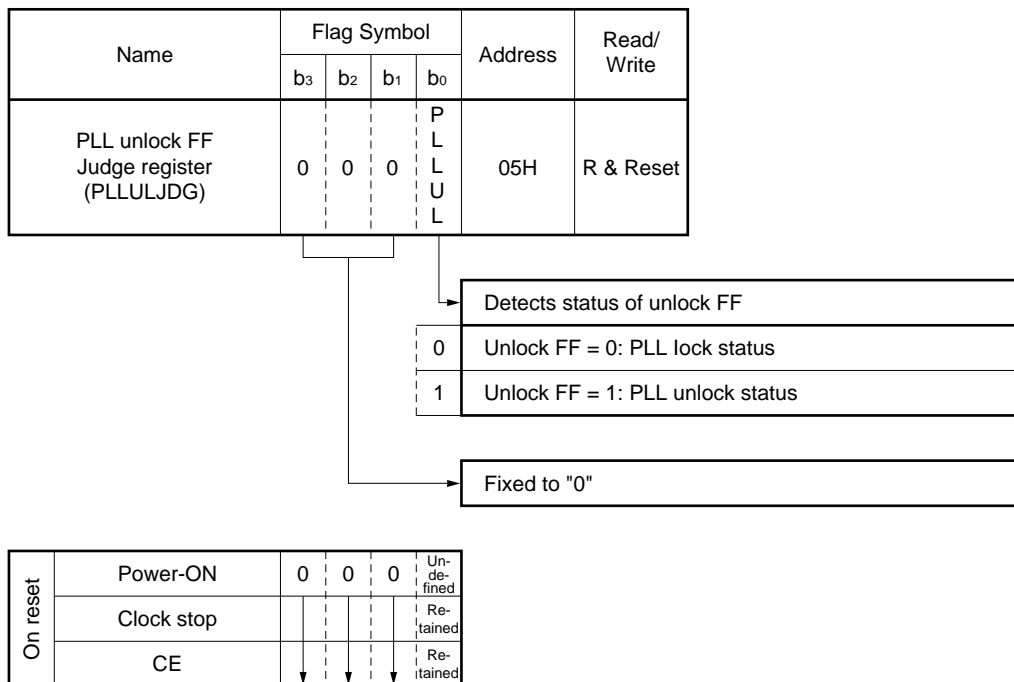 Name
Flag Symbol
Address
Read/
Write
b3 b2 b1 b0
PLL unlock FF
Judge register
(PLLULJDG)
0 0 0
P
L
L
U
L
05H
R & Reset
Detects status of unlock FF
0 Unlock FF = 0: PLL lock status
1 Unlock FF = 1: PLL unlock status
Fixed to "0"
On reset
Power-ON 0 0 0
Un-
de-
fined
Clock stop
Re-
tained
CE
Re-
tained